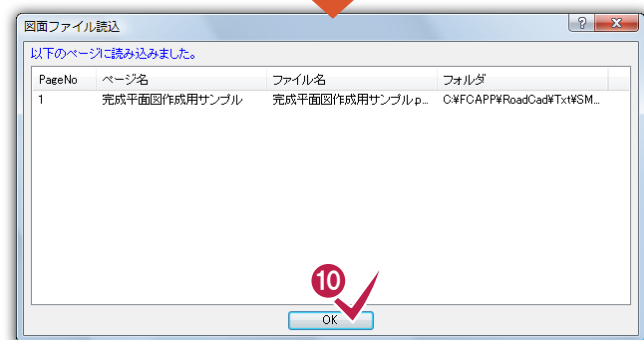 図面ファイル読込
以下のページに読み込みました。
PageNo ページ名 ファイル名 フォルダ
1 完成平面図作成用サンプル 完成平面図作成用サンプル.p... C:¥FCAPP¥RoadCad¥Txt¥SM...
10
OK